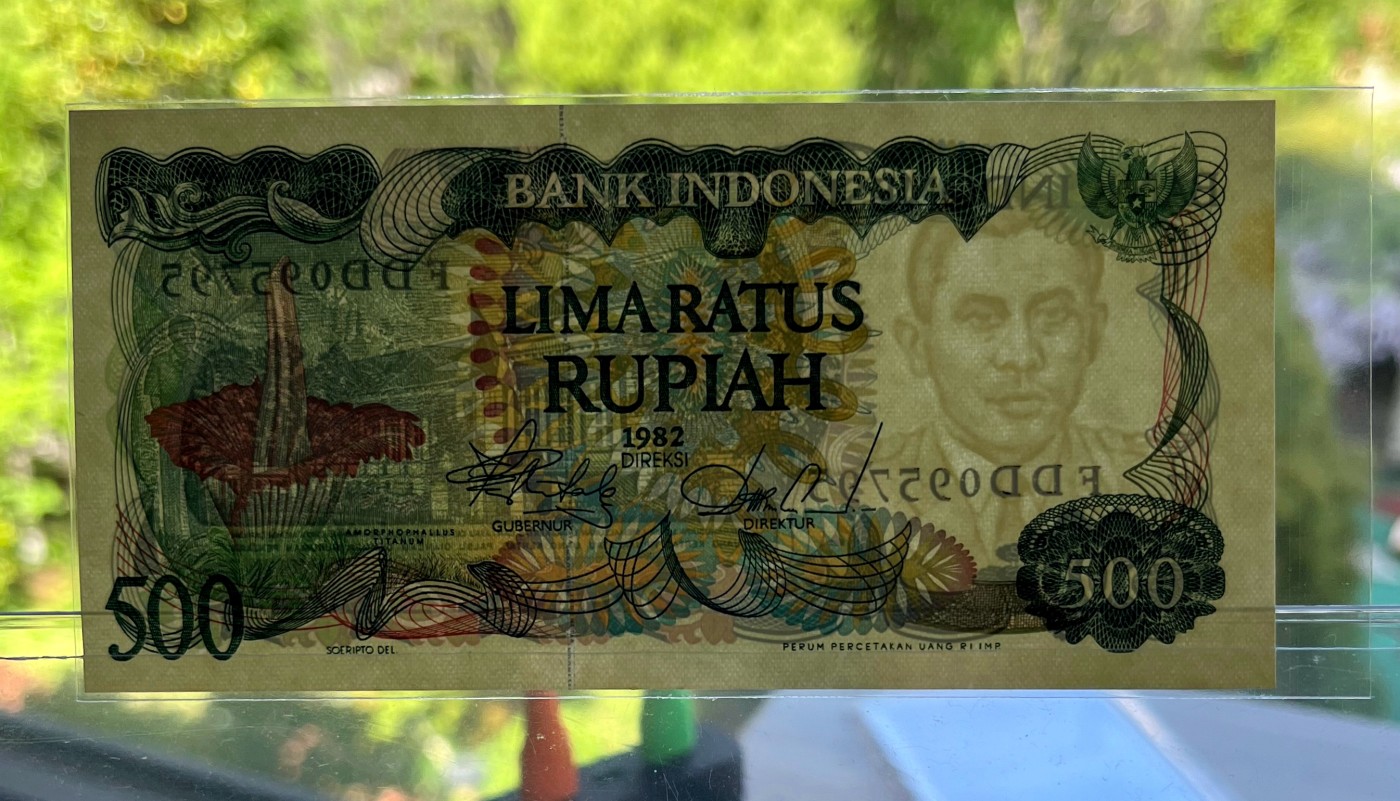 BANK INDONESIA
FDD095795
LIMA RATUS
RUPIAH
1982
DIREKSI
FDD095795
GUBERNUR
DIREKTUR
AMORPHOPHALLUS
TITANUM
500
500
SOERIPTO DEL.
PERUM PERCETAKAN UANG RI IMP.